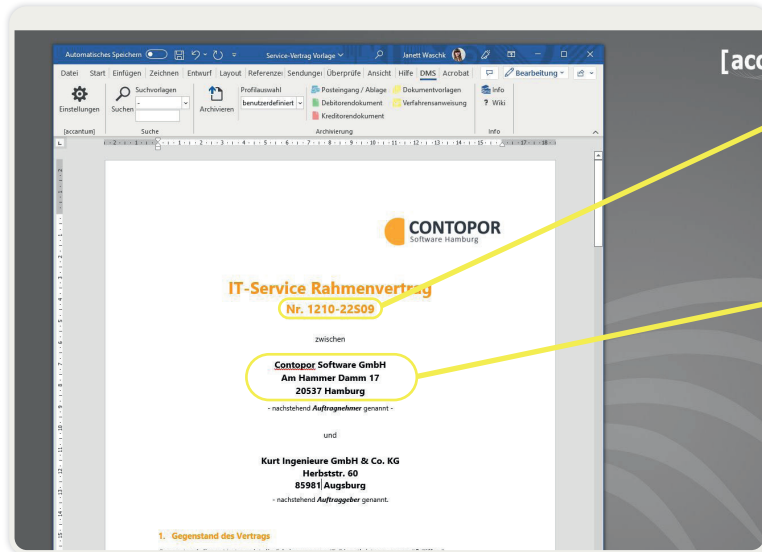 Automatisches Speichern
Service-Vertrag Vorlage
Janett Waschk
[acc
Datei Start Einfügen Zeichnen Entwurf Layout Referenzen Sendungen Überprüfe Ansicht Hilfe DMS Acrobat Bearbeitung
Suchvorlagen
-
Profilauswahl
benutzerdefiniert
Posteingang / Ablage
Debitorendokument
Kreditorendokument
Dokumentvorlagen
Verfahrensanweisung
Info
? Wiki
Einstellungen
Suchen
Archivieren
[accantum]
Suche
Archivierung
Info
CONTOPOR
Software Hamburg
IT-Service Rahmenvertrag
Nr. 1210-22S09
zwischen
Contopor Software GmbH
Am Hammer Damm 17
20537 Hamburg
- nachstehend Auftragnehmer genannt -
und
Kurt Ingenieure GmbH & Co. KG
Herbststr. 60
85981 Augsburg
- nachstehend Auftraggeber genannt.
1. Gegenstand des Vertrags